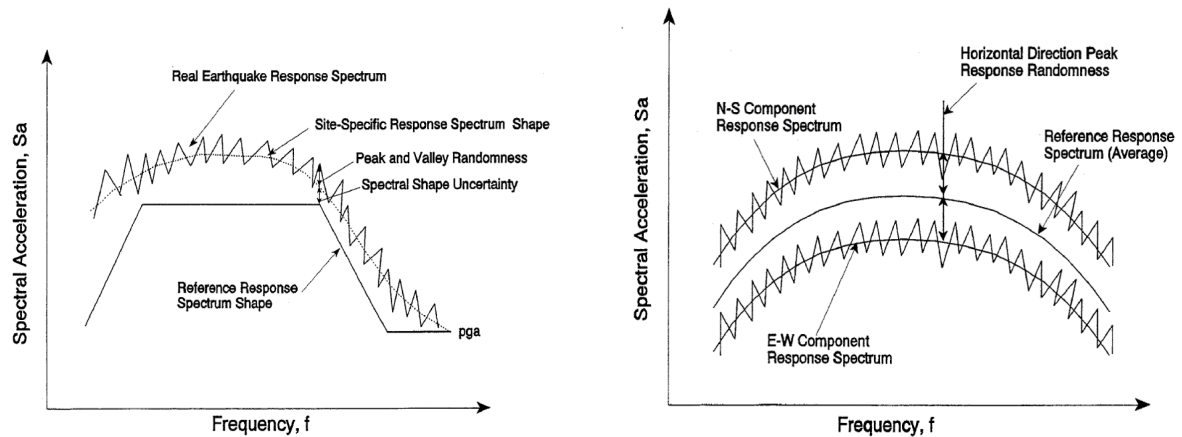 Spectral Acceleration, Sa
Real Earthquake Response Spectrum
Site-Specific Response Spectrum Shape
Peak and Valley Randomness
Spectral Shape Uncertainty
Reference Response
Spectrum Shape
pga
Frequency, f
Spectral Acceleration, Sa
Horizontal Direction Peak
Response Randomness
N-S Component
Response Spectrum
Reference Response
Spectrum (Average)
E-W Component
Response Spectrum
Frequency, f